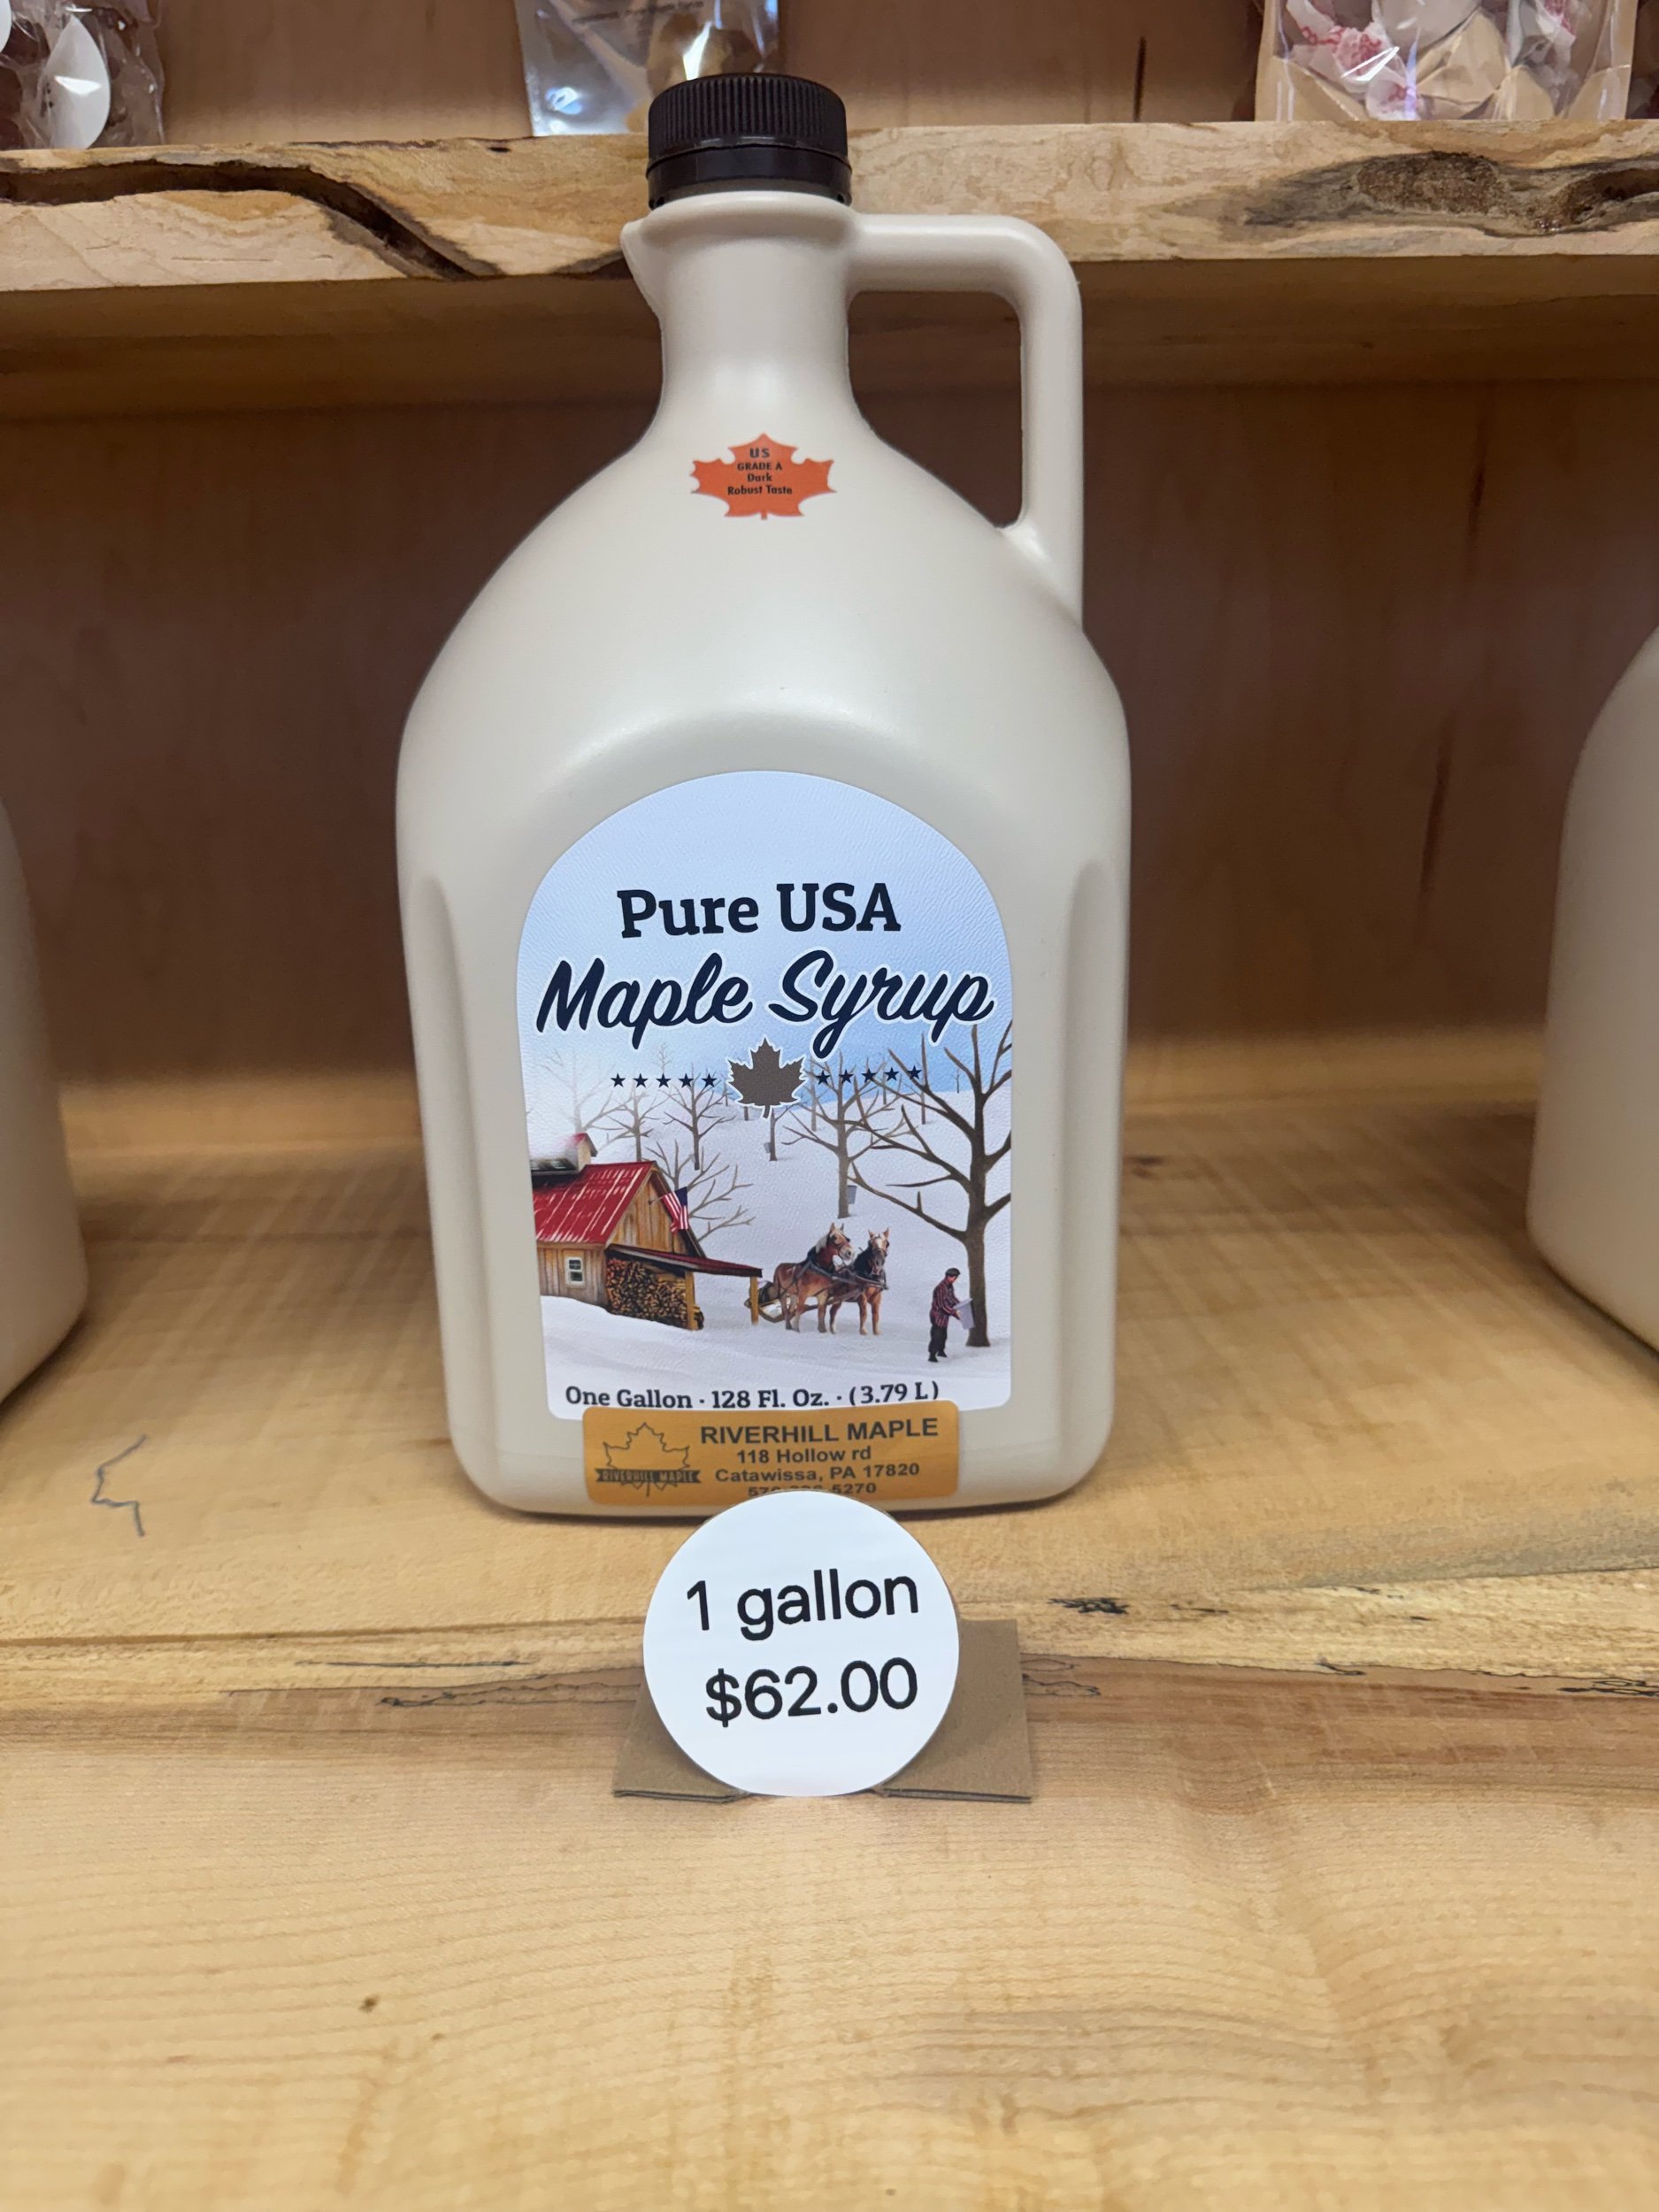 US
GRADE A
Dark
Robust Taste
Pure USA
Maple Syrup
One Gallon · 128 Fl. Oz. · (3.79 L)
RIVERHILL MAPLE
RIVERHILL MAPLE
118 Hollow rd
Catawissa, PA 17820
5270
1 gallon
$62.00